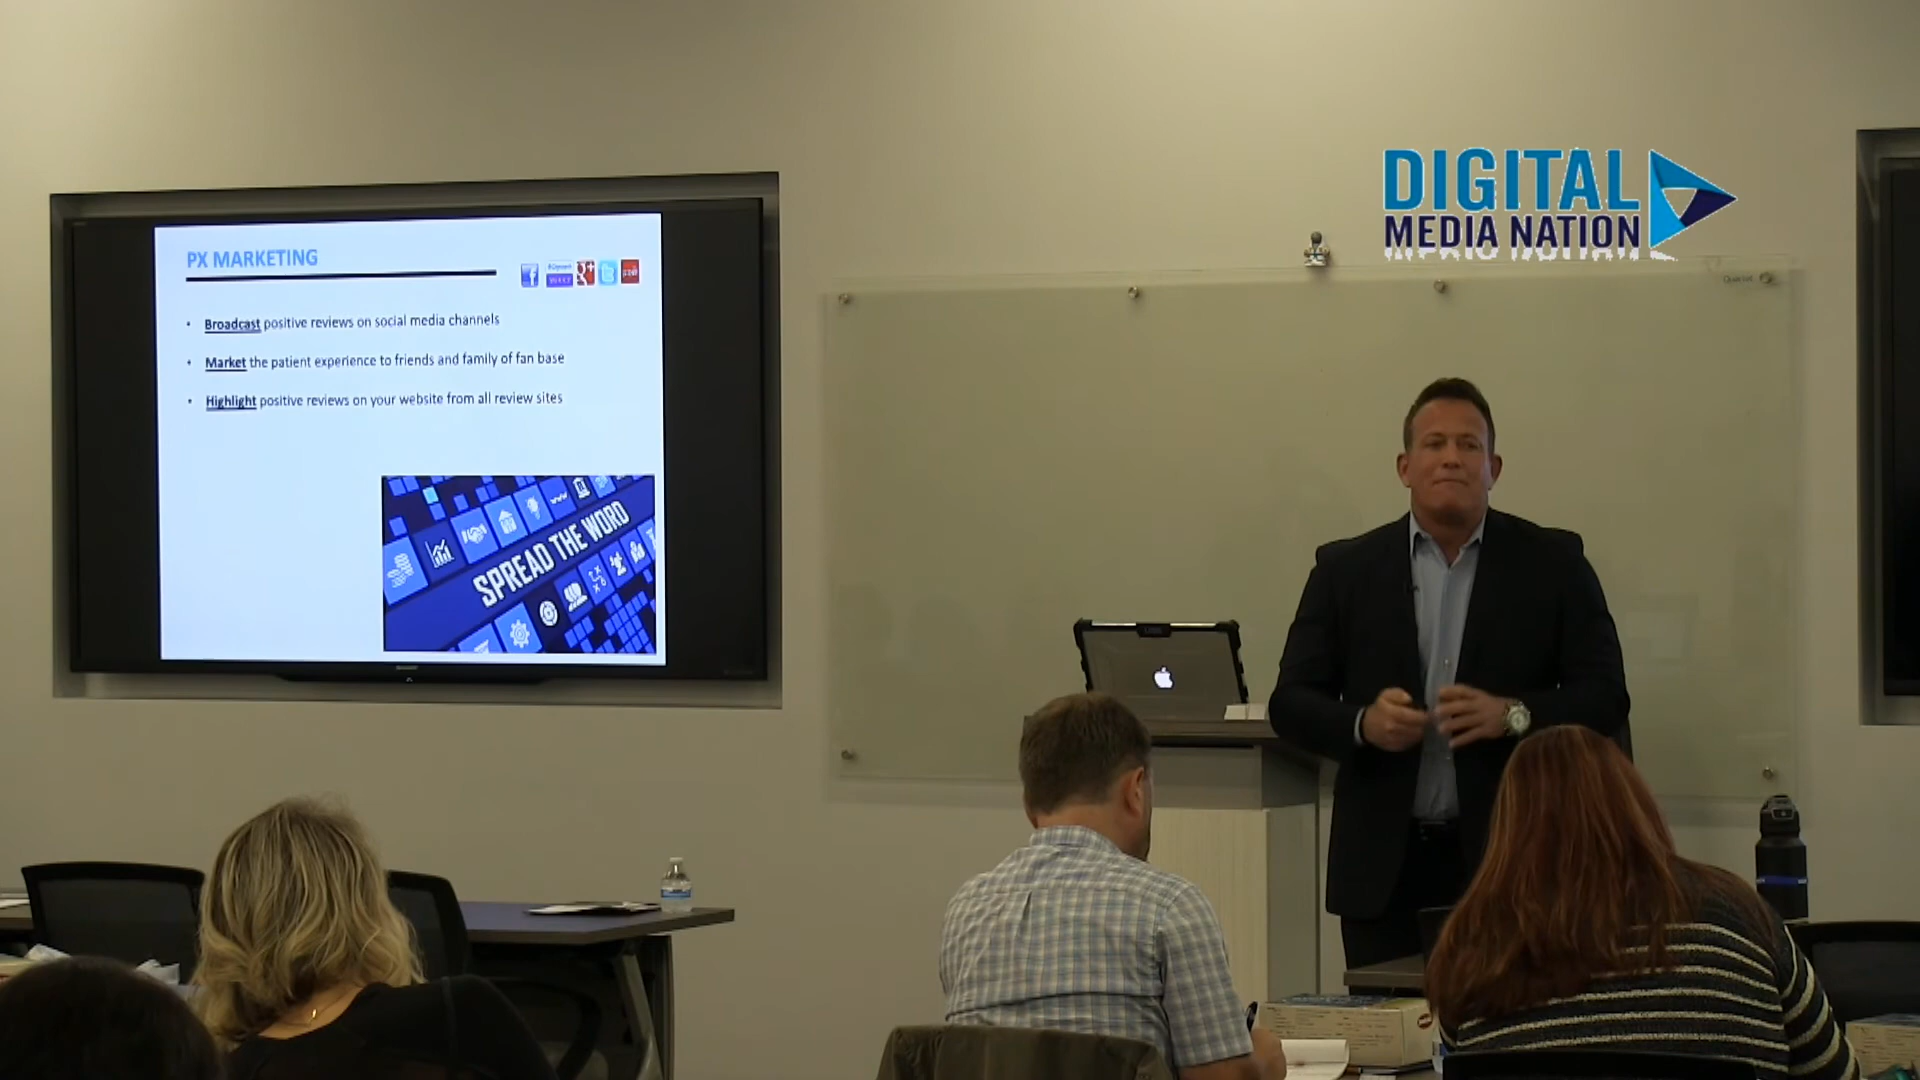 DIGITAL
MEDIA NATION
PX MARKETING
• Broadcast positive reviews on social media channels
• Market the patient experience to friends and family of fan base
• Highlight positive reviews on your website from all review sites
SPREAD THE WORD